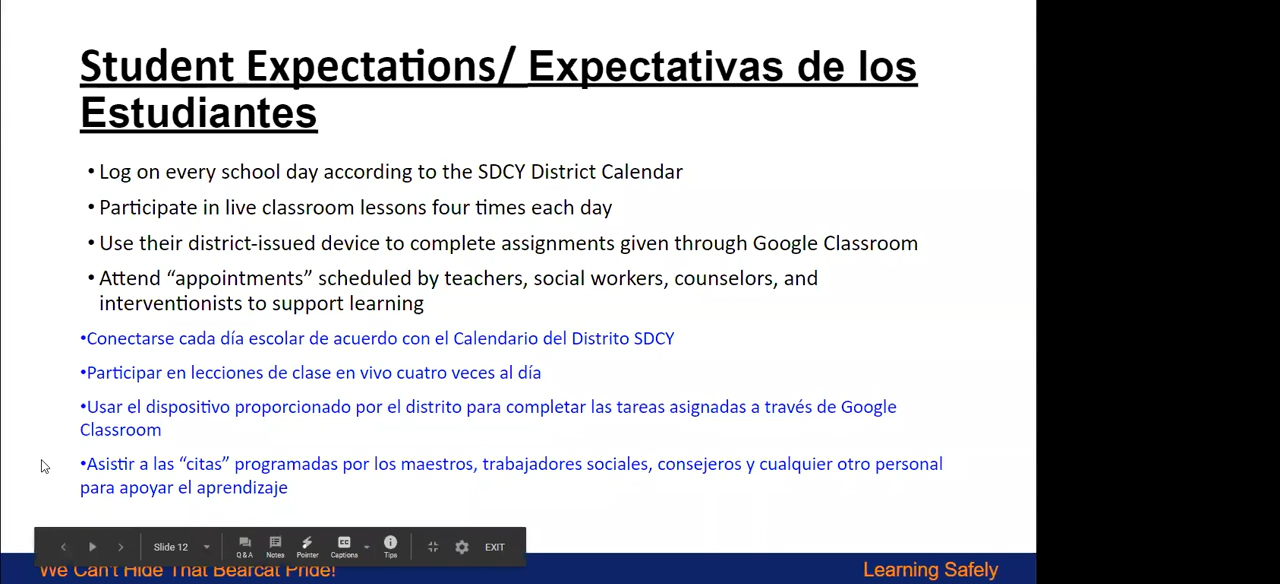 Student Expectations/ Expectativas de los
Estudiantes
• Log on every school day according to the SDCY District Calendar
• Participate in live classroom lessons four times each day
• Use their district-issued device to complete assignments given through Google Classroom
• Attend “appointments” scheduled by teachers, social workers, counselors, and
interventionists to support learning
•Conectarse cada día escolar de acuerdo con el Calendario del Distrito SDCY
•Participar en lecciones de clase en vivo cuatro veces al día
•Usar el dispositivo proporcionado por el distrito para completar las tareas asignadas a través de Google
Classroom
•Asistir a las “citas” programadas por los maestros, trabajadores sociales, consejeros y cualquier otro personal
para apoyar el aprendizaje
Slide 12
Q&A Notes Pointer Captions Tips
EXIT
We Can't Hide That Bearcat Pride!
Learning Safely